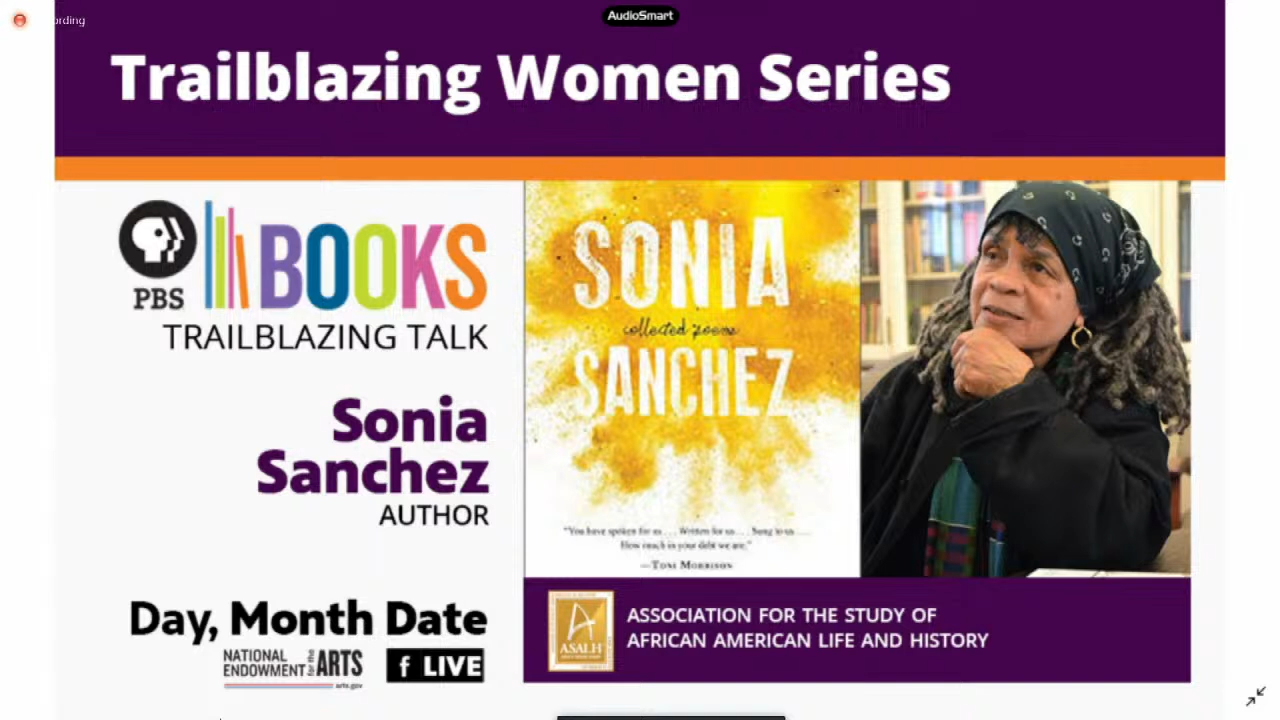 ording
AudioSmart
Trailblazing Women Series
PBS
BOOKS
TRAILBLAZING TALK
Sonia
Sanchez
AUTHOR
Day, Month Date
NATIONAL
ENDOWMENT for the ARTS
arts.gov
f LIVE
SONIA
collected poems
SANCHEZ
"You have spoken for us . . . Written for us . . . Sung to us . . . .
How much in your debt we are."
—TONI MORRISON
ASALH
ASSOCIATION FOR THE STUDY OF
AFRICAN AMERICAN LIFE AND HISTORY